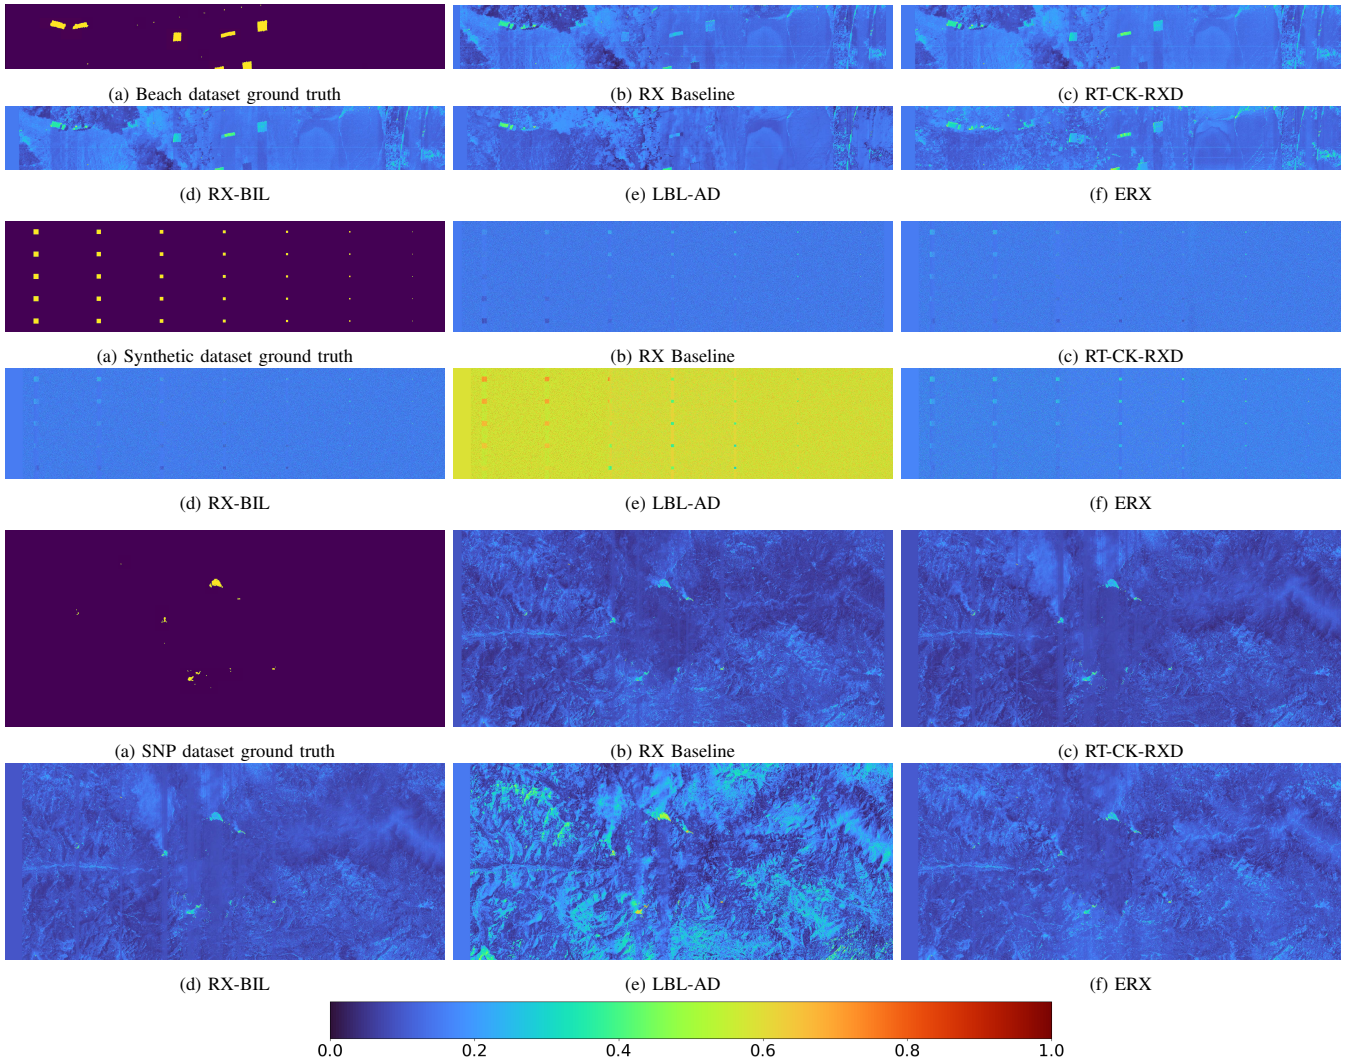 (a) Beach dataset ground truth
(b) RX Baseline
(c) RT-CK-RXD
(d) RX-BIL
(e) LBL-AD
(f) ERX
(a) Synthetic dataset ground truth
(b) RX Baseline
(c) RT-CK-RXD
(d) RX-BIL
(e) LBL-AD
(f) ERX
(a) SNP dataset ground truth
(b) RX Baseline
(c) RT-CK-RXD
(d) RX-BIL
(e) LBL-AD
(f) ERX
0.0 0.2 0.4 0.6 0.8 1.0